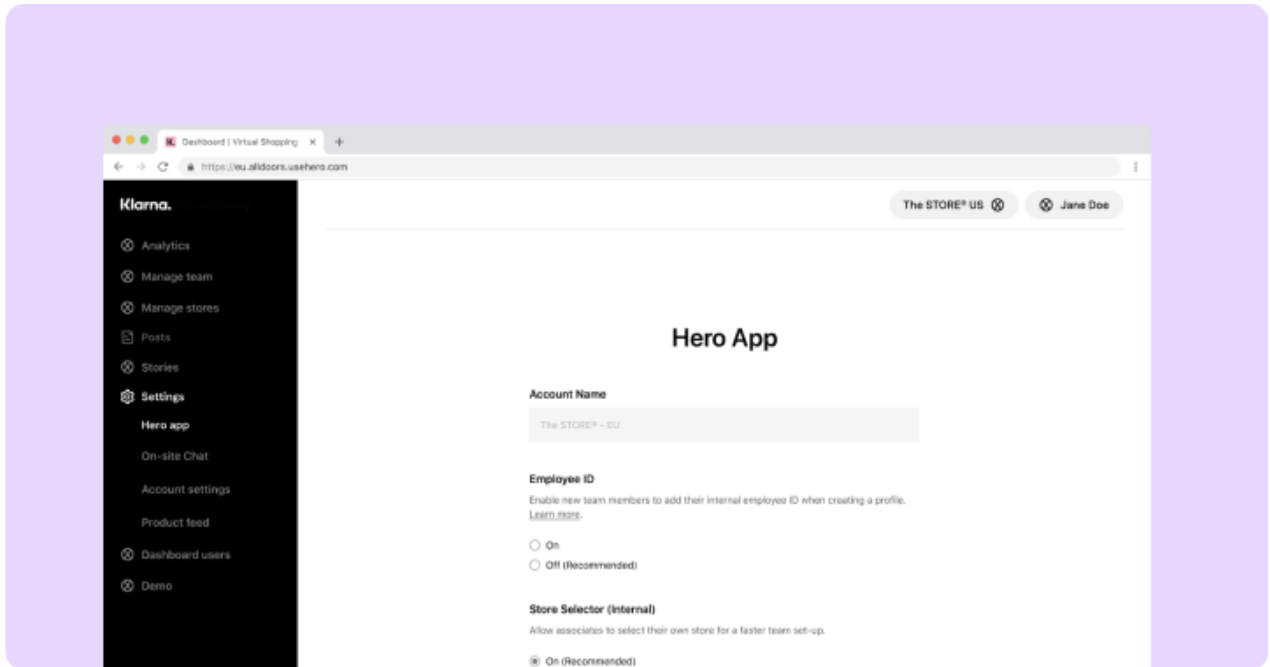 Dashboard | Virtual Shopping
https://eu.alldoors.usehero.com
Klarna.
The STORE® US
Jane Doe
Analytics
Manage team
Manage stores
Posts
Stories
Settings
Hero app
On-site Chat
Account settings
Product feed
Dashboard users
Demo
Hero App
Account Name
The STORE® - EU
Employee ID
Enable new team members to add their internal employee ID when creating a profile.
Learn more.
On
Off (Recommended)
Store Selector (Internal)
Allow associates to select their own store for a faster team set-up.
On (Recommended)